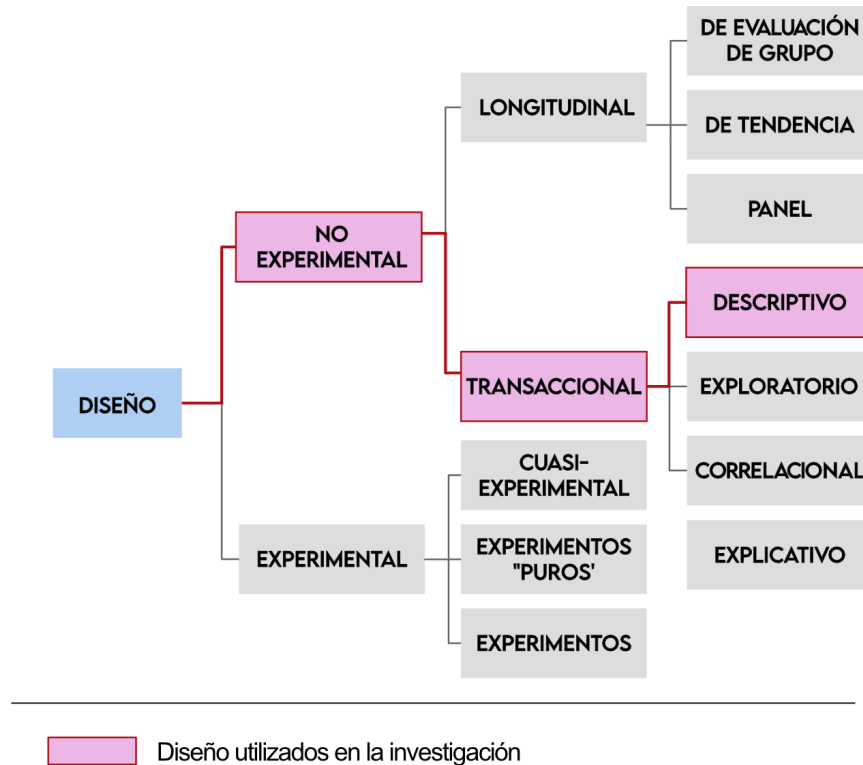 DE EVALUACIÓN
DE GRUPO
LONGITUDINAL
DE TENDENCIA
PANEL
NO
EXPERIMENTAL
DESCRIPTIVO
TRANSACCIONAL
DISEÑO
EXPLORATORIO
CUASI-
EXPERIMENTAL
CORRELACIONAL
EXPERIMENTAL
EXPERIMENTOS
"PUROS'
EXPLICATIVO
EXPERIMENTOS
Diseño utilizados en la investigación